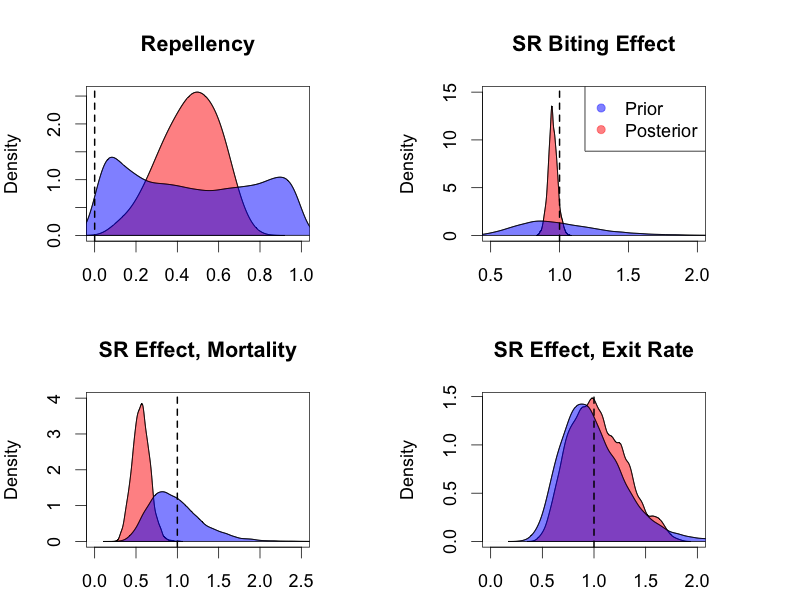 Repellency
Density
0.0 1.0 2.0
0.0 0.2 0.4 0.6 0.8 1.0
SR Biting Effect
Density
0 5 10 15
0.5 1.0 1.5 2.0
Prior
Posterior
SR Effect, Mortality
Density
0 1 2 3 4
0.0 0.5 1.0 1.5 2.0 2.5
SR Effect, Exit Rate
Density
0.0 0.5 1.0 1.5
0.0 0.5 1.0 1.5 2.0